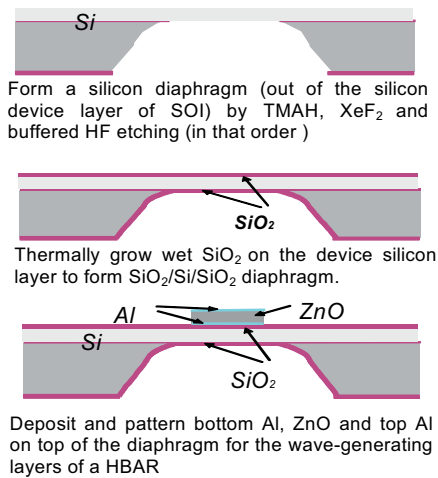 Si
Form a silicon diaphragm (out of the silicon
device layer of SOI) by TMAH, XeF₂ and
buffered HF etching (in that order )
SiO₂
Thermally grow wet SiO₂ on the device silicon
layer to form SiO₂/Si/SiO₂ diaphragm.
Al ZnO
Si
SiO₂
Deposit and pattern bottom Al, ZnO and top Al
on top of the diaphragm for the wave-generating
layers of a HBAR